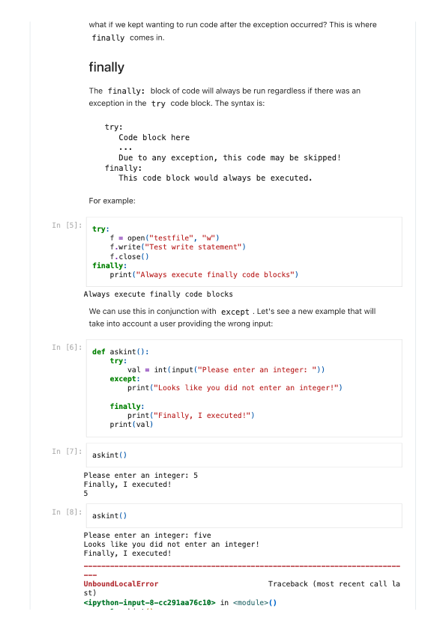 what if we kept wanting to run code after the exception occurred? This is where
finally comes in.
finally
The finally: block of code will always be run regardless if there was an
exception in the try code block. The syntax is:
try:
   Code block here
   ...
   Due to any exception, this code may be skipped!
finally:
   This code block would always be executed.
For example:
In [5]:
try:
    f = open("testfile", "w")
    f.write("Test write statement")
    f.close()
finally:
    print("Always execute finally code blocks")
Always execute finally code blocks
We can use this in conjunction with except . Let's see a new example that will
take into account a user providing the wrong input:
In [6]:
def askint():
    try:
        val = int(input("Please enter an integer: "))
    except:
        print("Looks like you did not enter an integer!")

    finally:
        print("Finally, I executed!")
    print(val)
In [7]:
askint()
Please enter an integer: 5
Finally, I executed!
5
In [8]:
askint()
Please enter an integer: five
Looks like you did not enter an integer!
Finally, I executed!
---------------------------------------------------------------------------
UnboundLocalError                         Traceback (most recent call la
st)
<ipython-input-8-cc291aa76c10> in <module>()